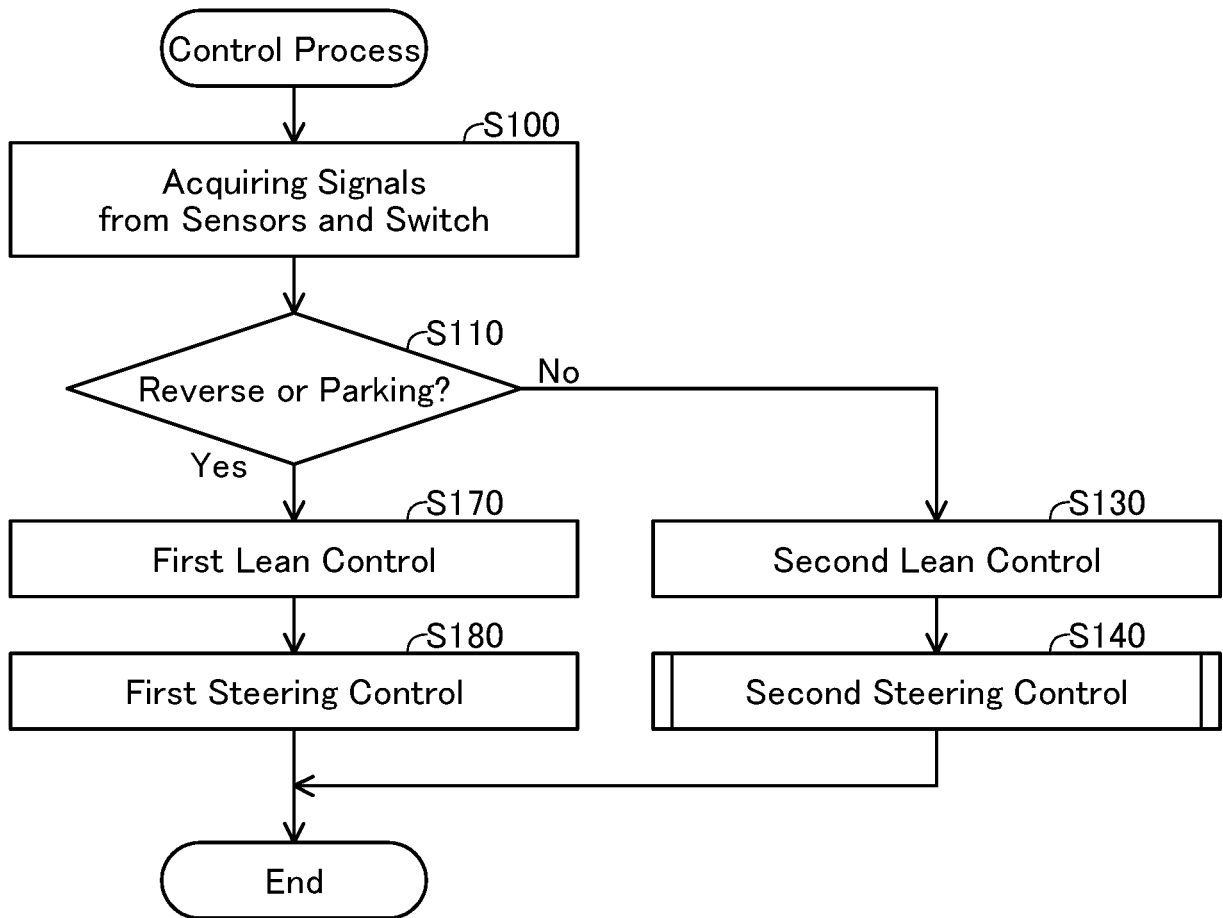 Control Process
S100
Acquiring Signals
from Sensors and Switch
S110
Reverse or Parking?
No
Yes
S170
First Lean Control
S130
Second Lean Control
S180
First Steering Control
S140
Second Steering Control
End